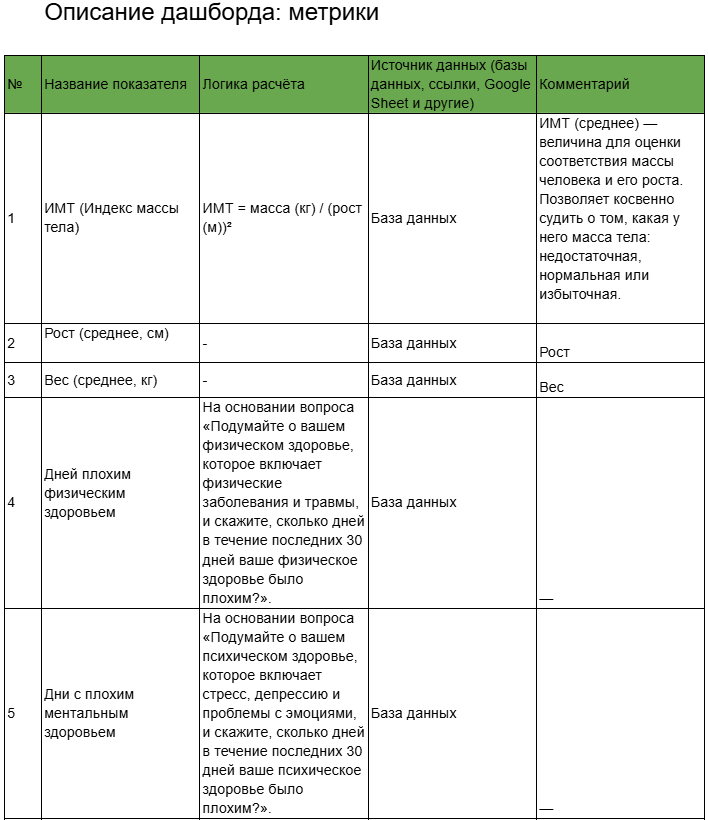 Описание дашборда: метрики
№
Название показателя
Логика расчёта
Источник данных (базы
данных, ссылки, Google
Sheet и другие)
Комментарий
1
ИМТ (Индекс массы
тела)
ИМТ = масса (кг) / (рост
(м))²
База данных
ИМТ (среднее) —
величина для оценки
соответствия массы
человека и его роста.
Позволяет косвенно
судить о том, какая у
него масса тела:
недостаточная,
нормальная или
избыточная.
2
Рост (среднее, см)
-
База данных
Рост
3
Вес (среднее, кг)
-
База данных
Вес
4
Дней плохим
физическим
здоровьем
На основании вопроса
«Подумайте о вашем
физическом здоровье,
которое включает
физические
заболевания и травмы,
и скажите, сколько дней
в течение последних 30
дней ваше физическое
здоровье было
плохим?».
База данных
—
5
Дни с плохим
ментальным
здоровьем
На основании вопроса
«Подумайте о вашем
психическом здоровье,
которое включает
стресс, депрессию и
проблемы с эмоциями,
и скажите, сколько дней
в течение последних 30
дней ваше психическое
здоровье было
плохим?».
База данных
—